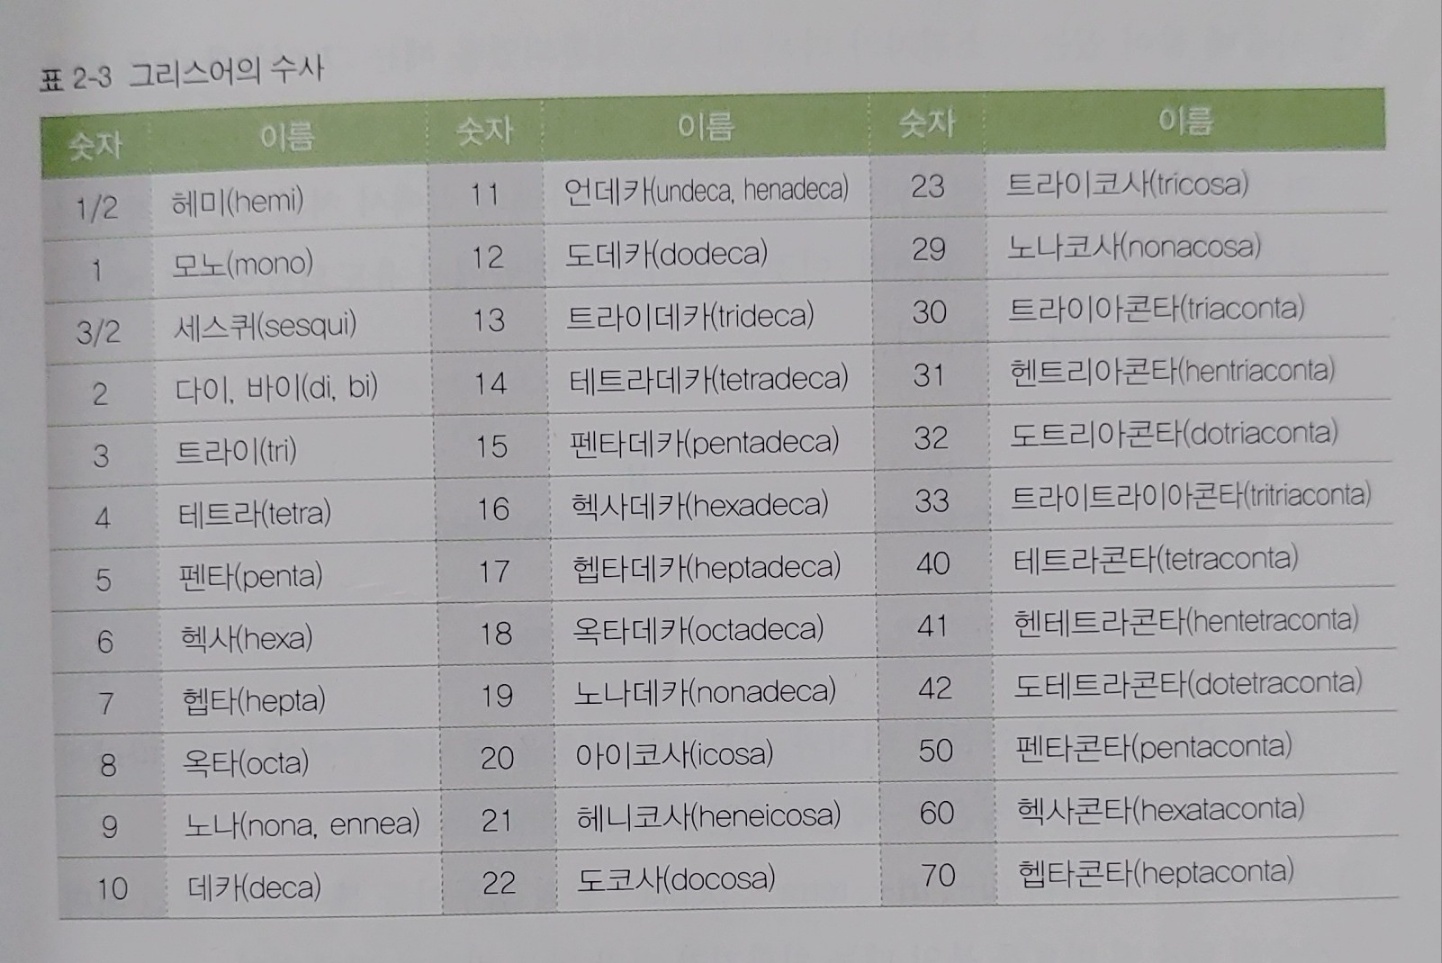 표 2-3 그리스어의 수사
숫자 이름 숫자 이름 숫자 이름
1/2 헤미(hemi) 11 언데카(undeca, henadeca) 23 트라이코사(tricosa)
1 모노(mono) 12 도데카(dodeca) 29 노나코사(nonacosa)
3/2 세스퀴(sesqui) 13 트라이데카(trideca) 30 트라이아콘타(triaconta)
2 다이, 바이(di, bi) 14 테트라데카(tetradeca) 31 헨트리아콘타(hentriaconta)
3 트라이(tri) 15 펜타데카(pentadeca) 32 도트리아콘타(dotriaconta)
4 테트라(tetra) 16 헥사데카(hexadeca) 33 트라이트라이아콘타(tritriaconta)
5 펜타(penta) 17 헵타데카(heptadeca) 40 테트라콘타(tetraconta)
6 헥사(hexa) 18 옥타데카(octadeca) 41 헨테트라콘타(hentetraconta)
7 헵타(hepta) 19 노나데카(nonadeca) 42 도테트라콘타(dotetraconta)
8 옥타(octa) 20 아이코사(icosa) 50 펜타콘타(pentaconta)
9 노나(nona, ennea) 21 헤니코사(heneicosa) 60 헥사콘타(hexataconta)
10 데카(deca) 22 도코사(docosa) 70 헵타콘타(heptaconta)